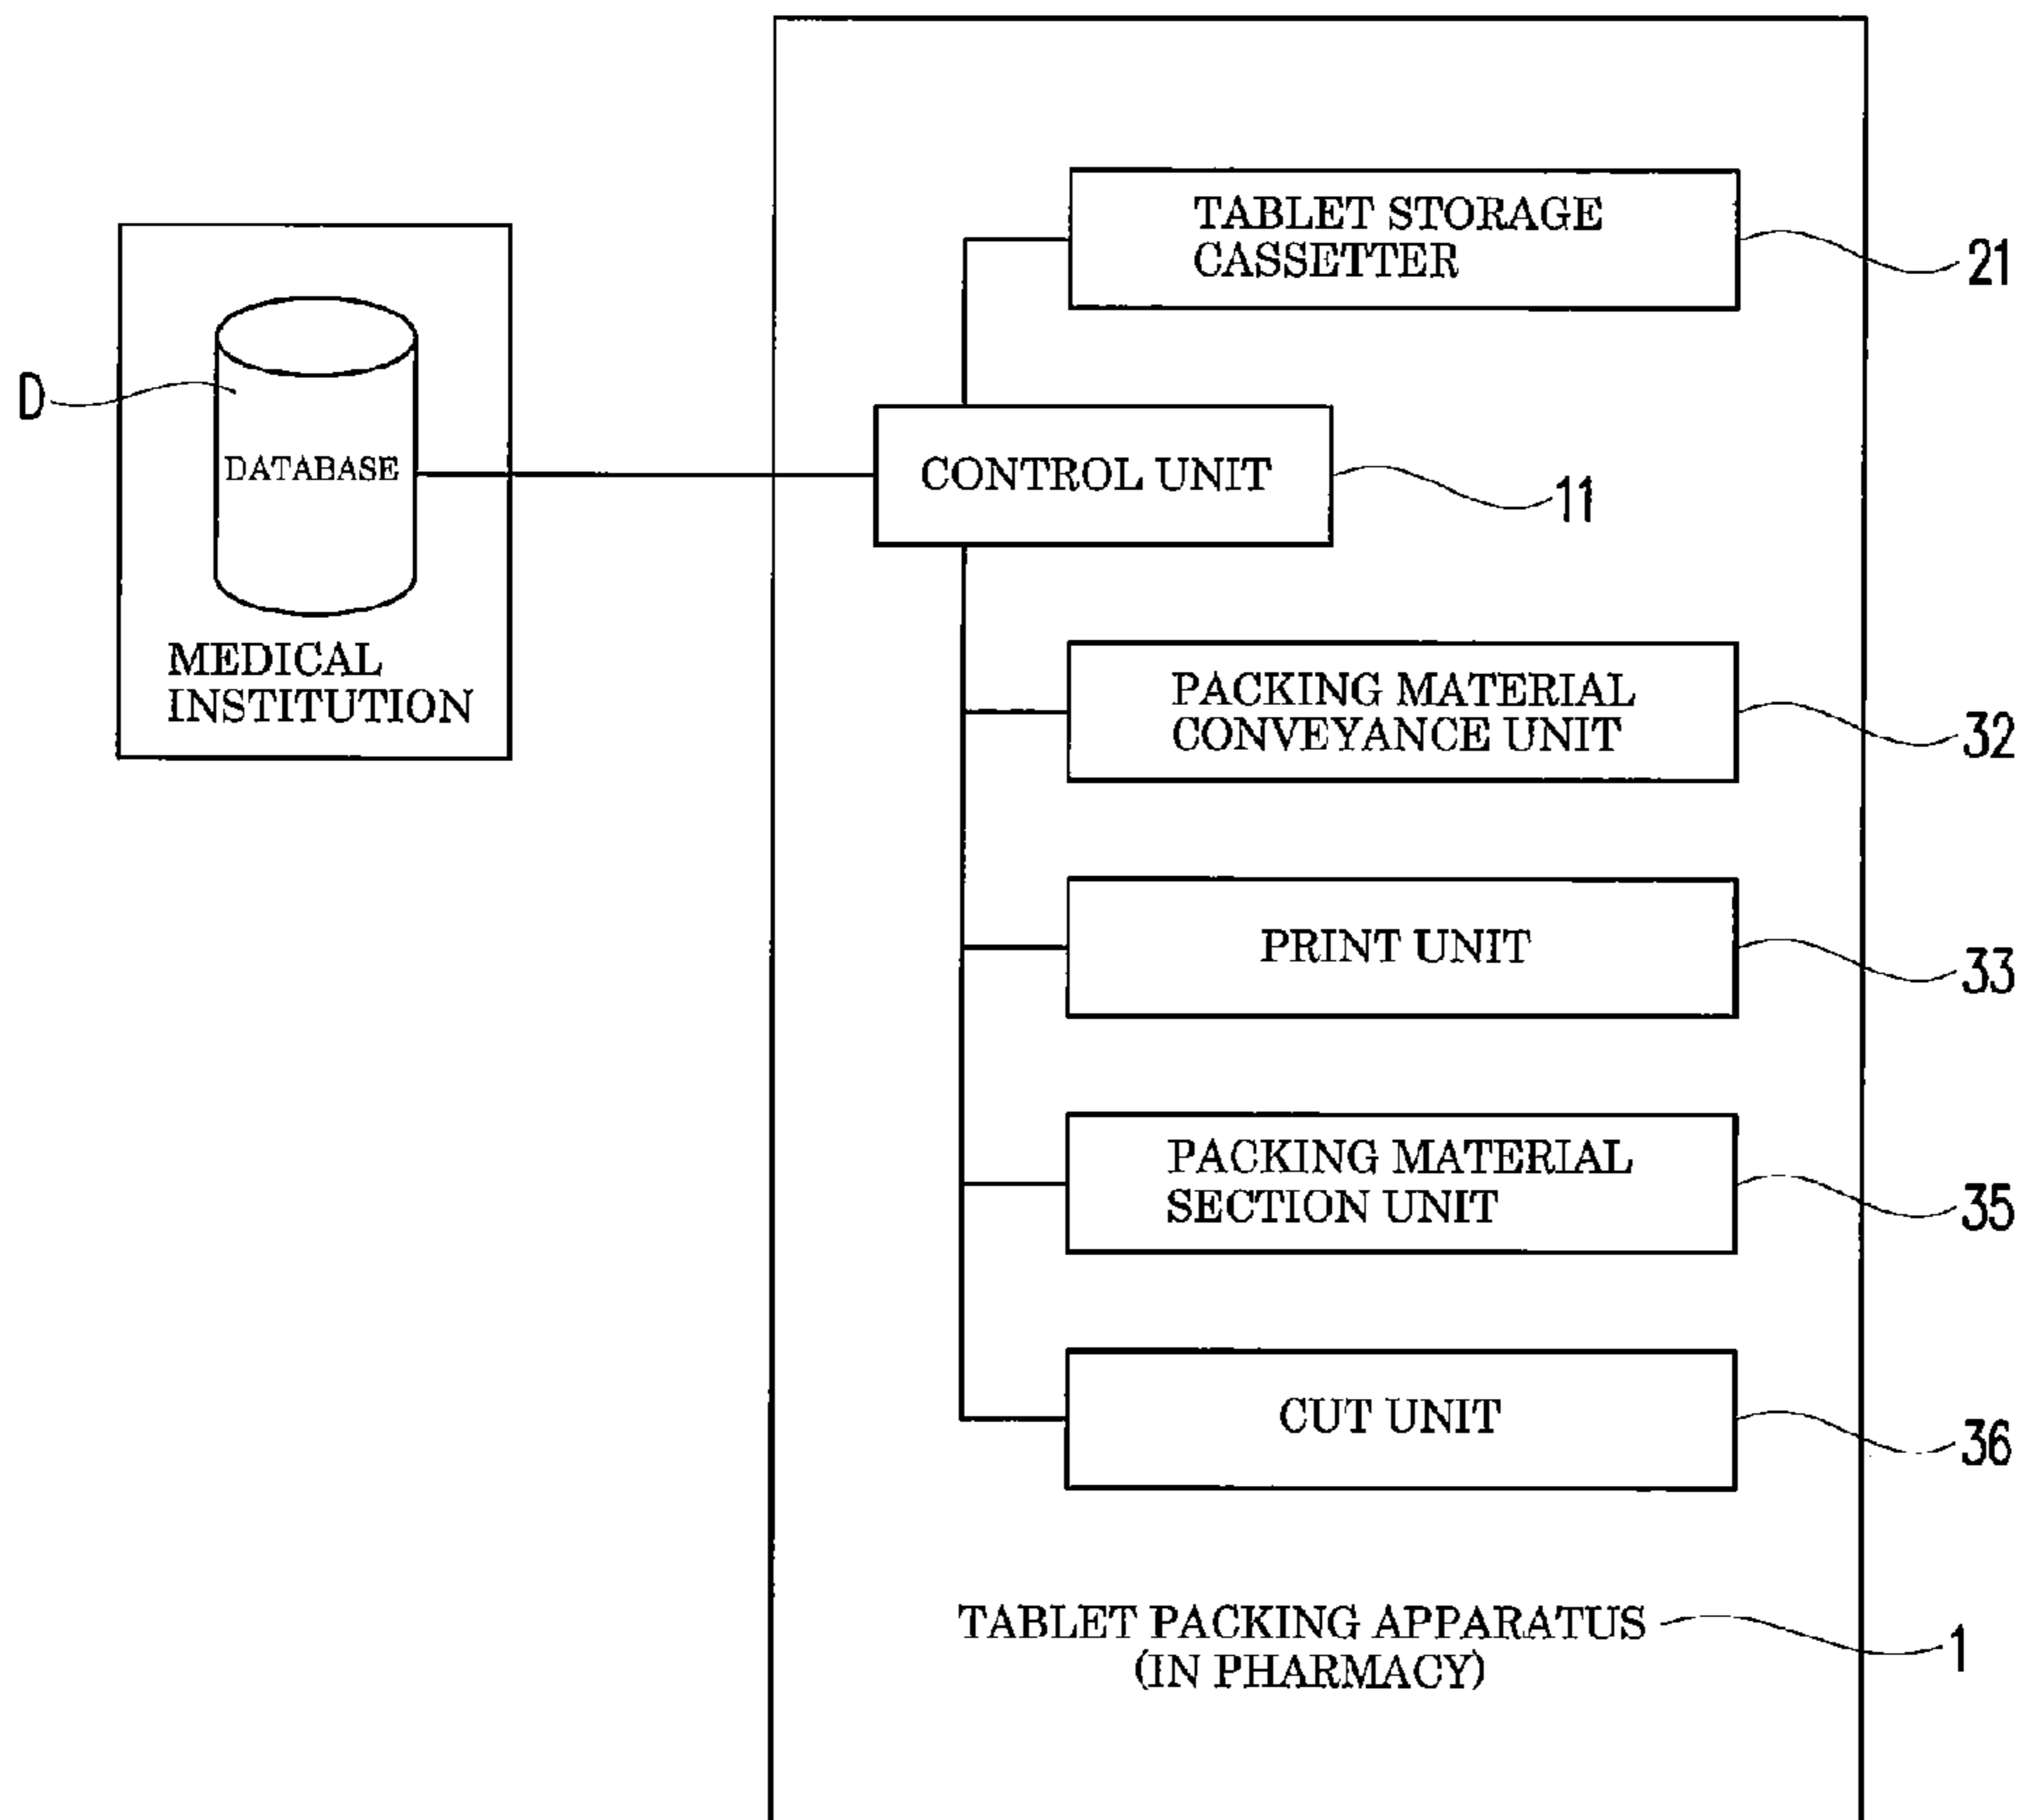 TABLET STORAGE
CASSETTER
21
D
DATABASE
CONTROL UNIT
11
MEDICAL
INSTITUTION
PACKING MATERIAL
CONVEYANCE UNIT
32
PRINT UNIT
33
PACKING MATERIAL
SECTION UNIT
35
CUT UNIT
36
TABLET PACKING APPARATUS
(IN PHARMACY)
1